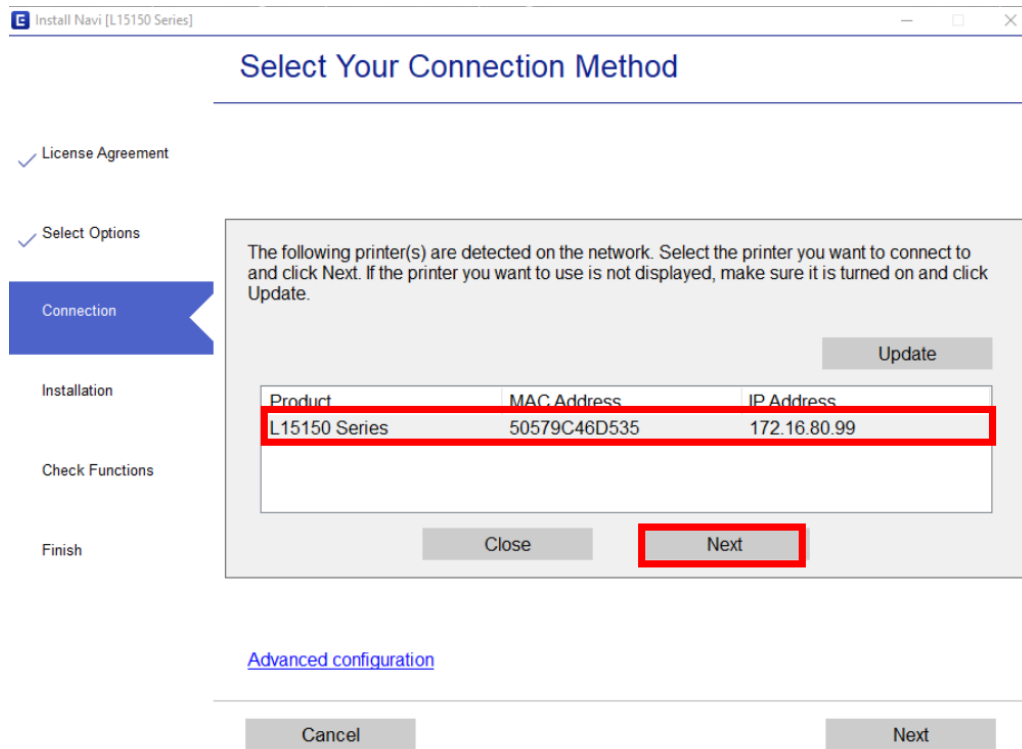 E Install Navi [L15150 Series]
Select Your Connection Method
License Agreement
Select Options
Connection
Installation
Check Functions
Finish
The following printer(s) are detected on the network. Select the printer you want to connect to
and click Next. If the printer you want to use is not displayed, make sure it is turned on and click
Update.
Update
Product MAC Address IP Address
L15150 Series 50579C46D535 172.16.80.99
Close Next
Advanced configuration
Cancel Next